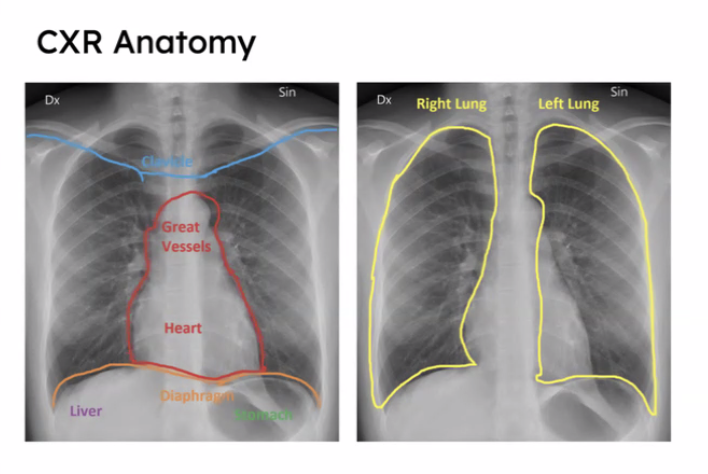 CXR Anatomy
Dx
Sin
Clavicle
Great
Vessels
Heart
Diaphragm
Liver
Stomach
Dx
Sin
Right Lung
Left Lung